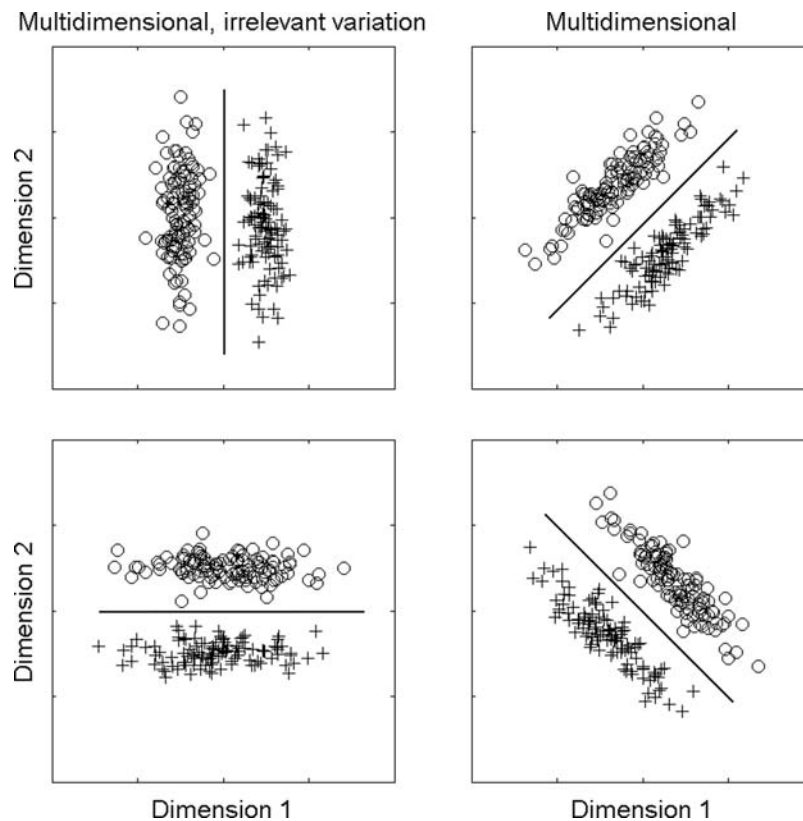 Multidimensional, irrelevant variation
Multidimensional
Dimension 2
Dimension 2
Dimension 1
Dimension 1